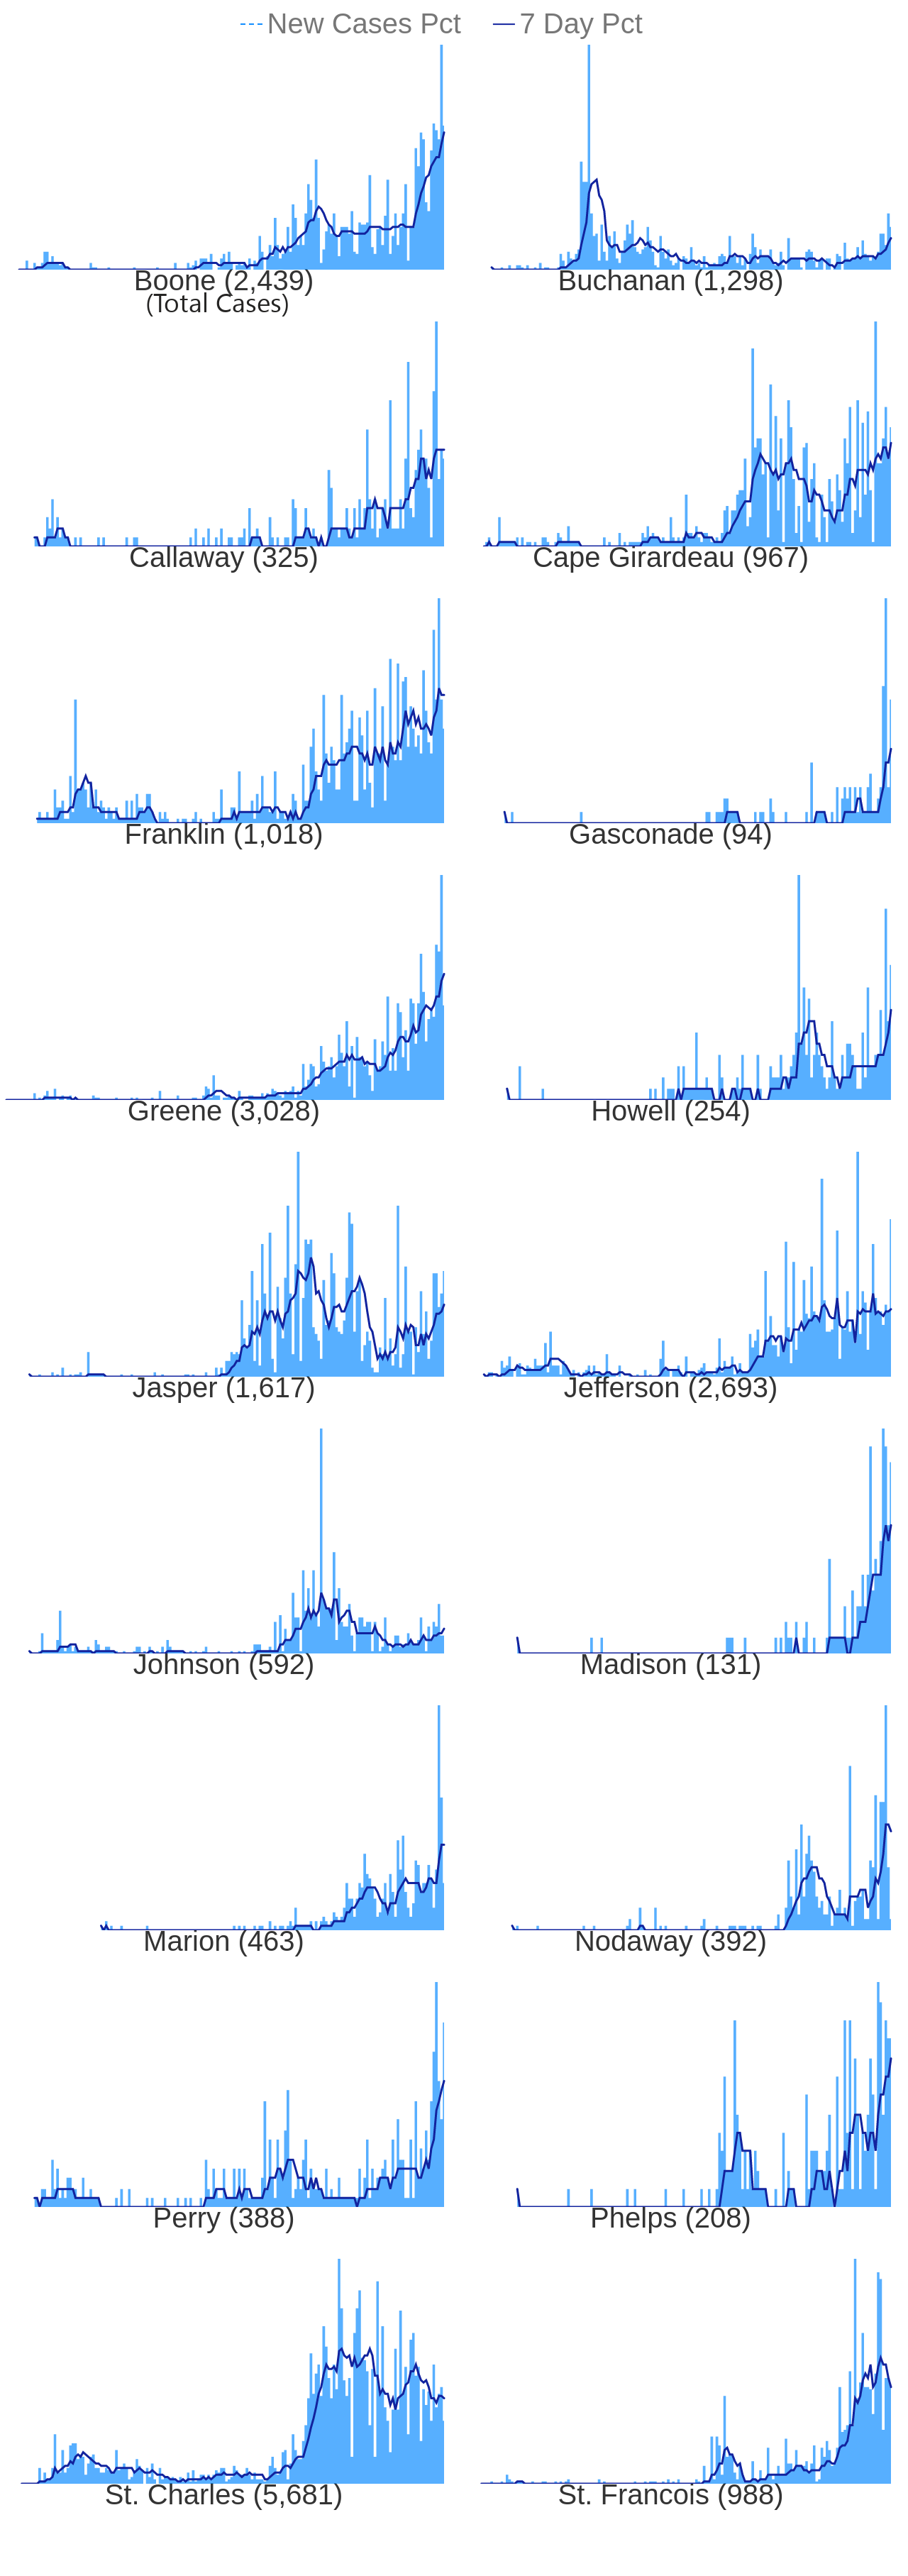 New Cases Pct 7 Day Pct
Boone (2,439) Buchanan (1,298)
(Total Cases)
Callaway (325) Cape Girardeau (967)
Franklin (1,018) Gasconade (94)
Greene (3,028) Howell (254)
Jasper (1,617) Jefferson (2,693)
Johnson (592) Madison (131)
Marion (463) Nodaway (392)
Perry (388) Phelps (208)
St. Charles (5,681) St. Francois (988)